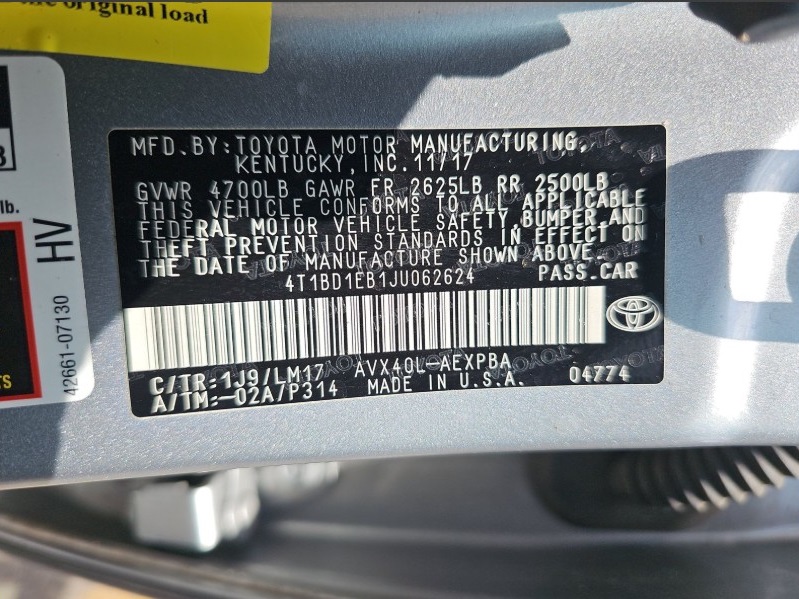 original load
3
lb.
HV
42661-07130
TS
MFD. BY: TOYOTA MOTOR MANUFACTURING,
KENTUCKY, INC. 11/17
GVWR 4700LB GAWR FR 2625LB RR 2500LB
THIS VEHICLE CONFORMS TO ALL APPLICABLE
FEDERAL MOTOR VEHICLE SAFETY, BUMPER, AND
THEFT PREVENTION STANDARDS IN EFFECT ON
THE DATE OF MANUFACTURE SHOWN ABOVE.
4T1BD1EB1JU062624 PASS.CAR
C/TR: 1J9/LM17 AVX40L-AEXPBA
A/TM:-02A/P314 MADE IN U.S.A. 04774